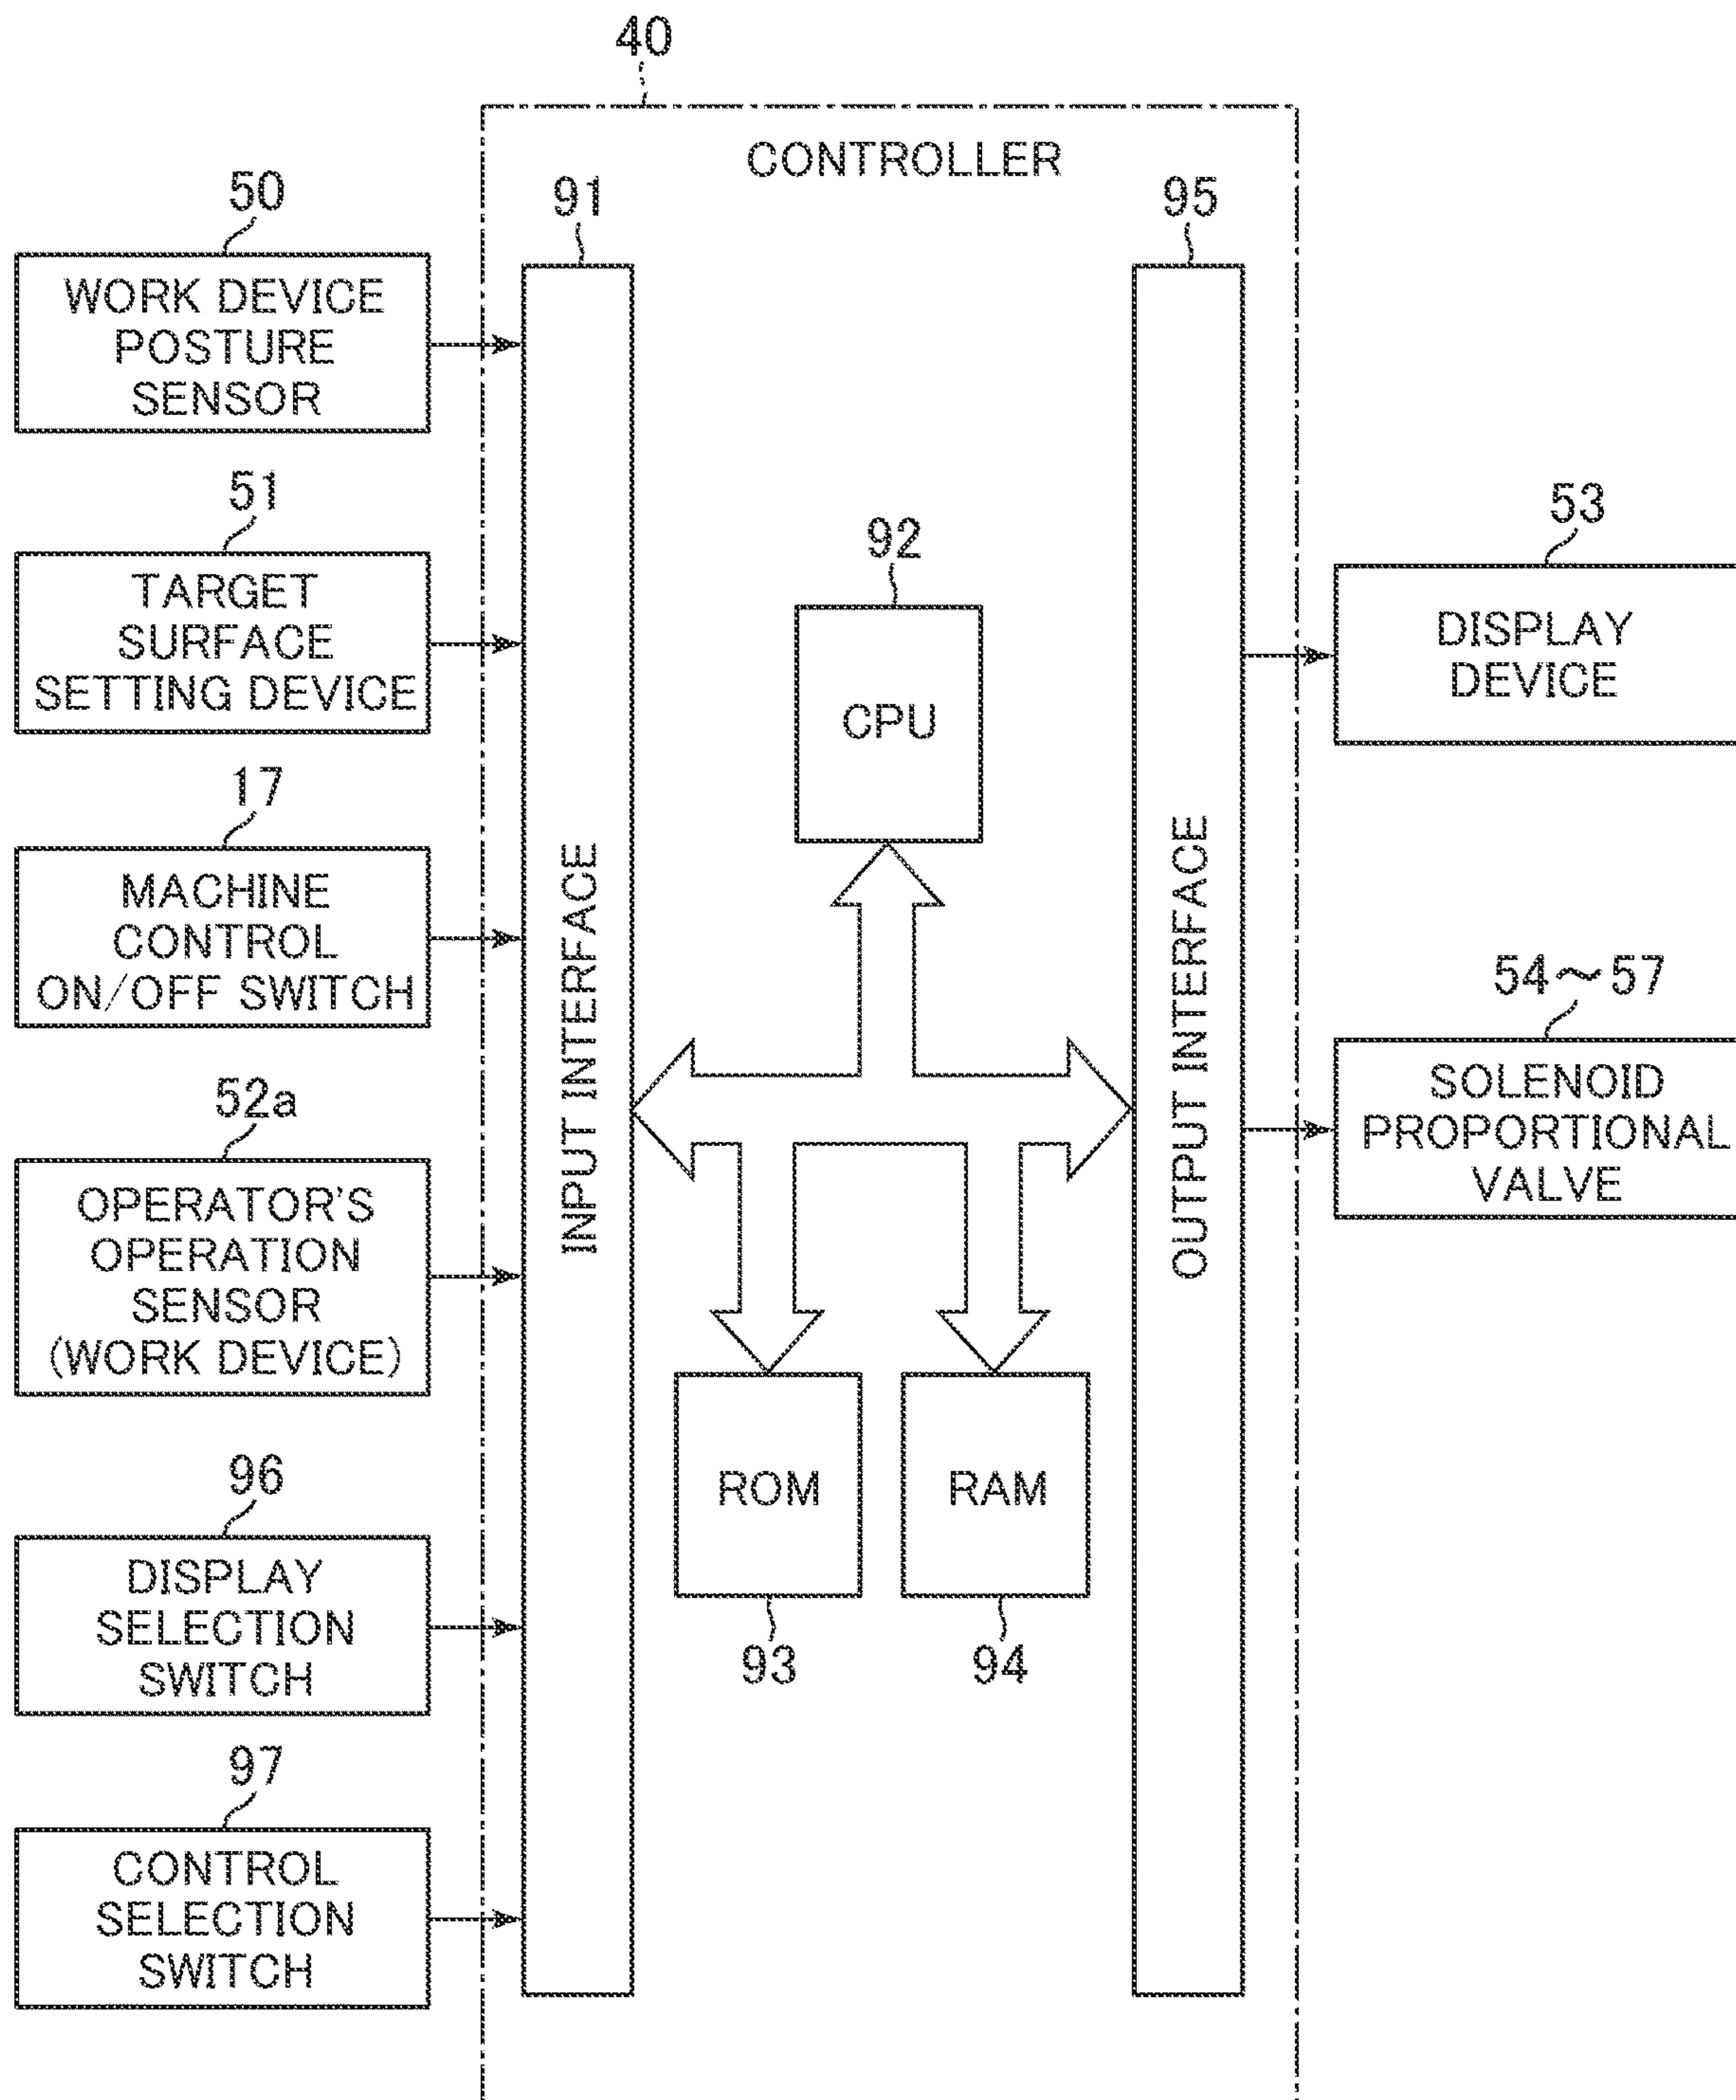 40
CONTROLLER
50
WORK DEVICE
POSTURE
SENSOR
51
TARGET
SURFACE
SETTING DEVICE
17
MACHINE
CONTROL
ON/OFF SWITCH
52a
OPERATOR'S
OPERATION
SENSOR
(WORK DEVICE)
96
DISPLAY
SELECTION
SWITCH
97
CONTROL
SELECTION
SWITCH
91
INPUT INTERFACE
92
CPU
ROM
93
RAM
94
95
OUTPUT INTERFACE
53
DISPLAY
DEVICE
54～57
SOLENOID
PROPORTIONAL
VALVE